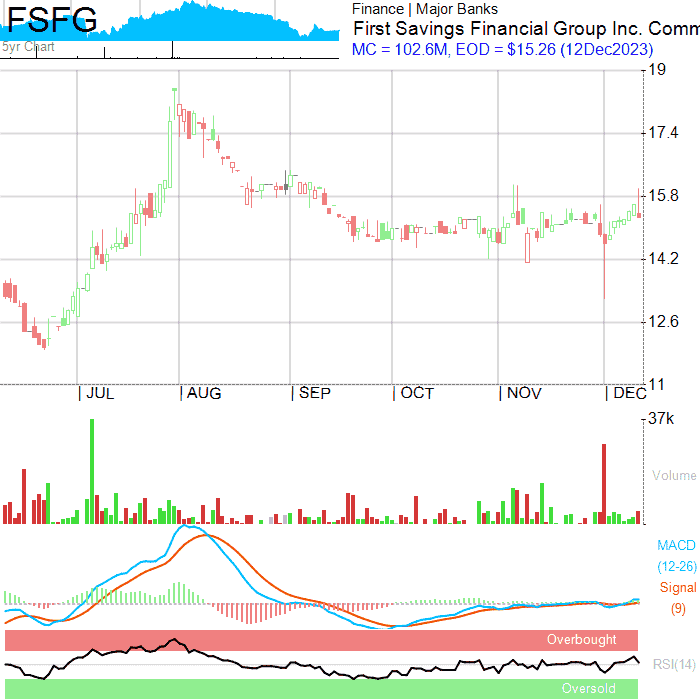 FSFG
5yr Chart
Finance | Major Banks
First Savings Financial Group Inc. Comm
MC = 102.6M, EOD = $15.26 (12Dec2023)
19
17.4
15.8
14.2
12.6
11
JUL
AUG
SEP
OCT
NOV
DEC
37k
Volume
MACD
(12-26)
Signal
(9)
Overbought
RSI(14)
Oversold